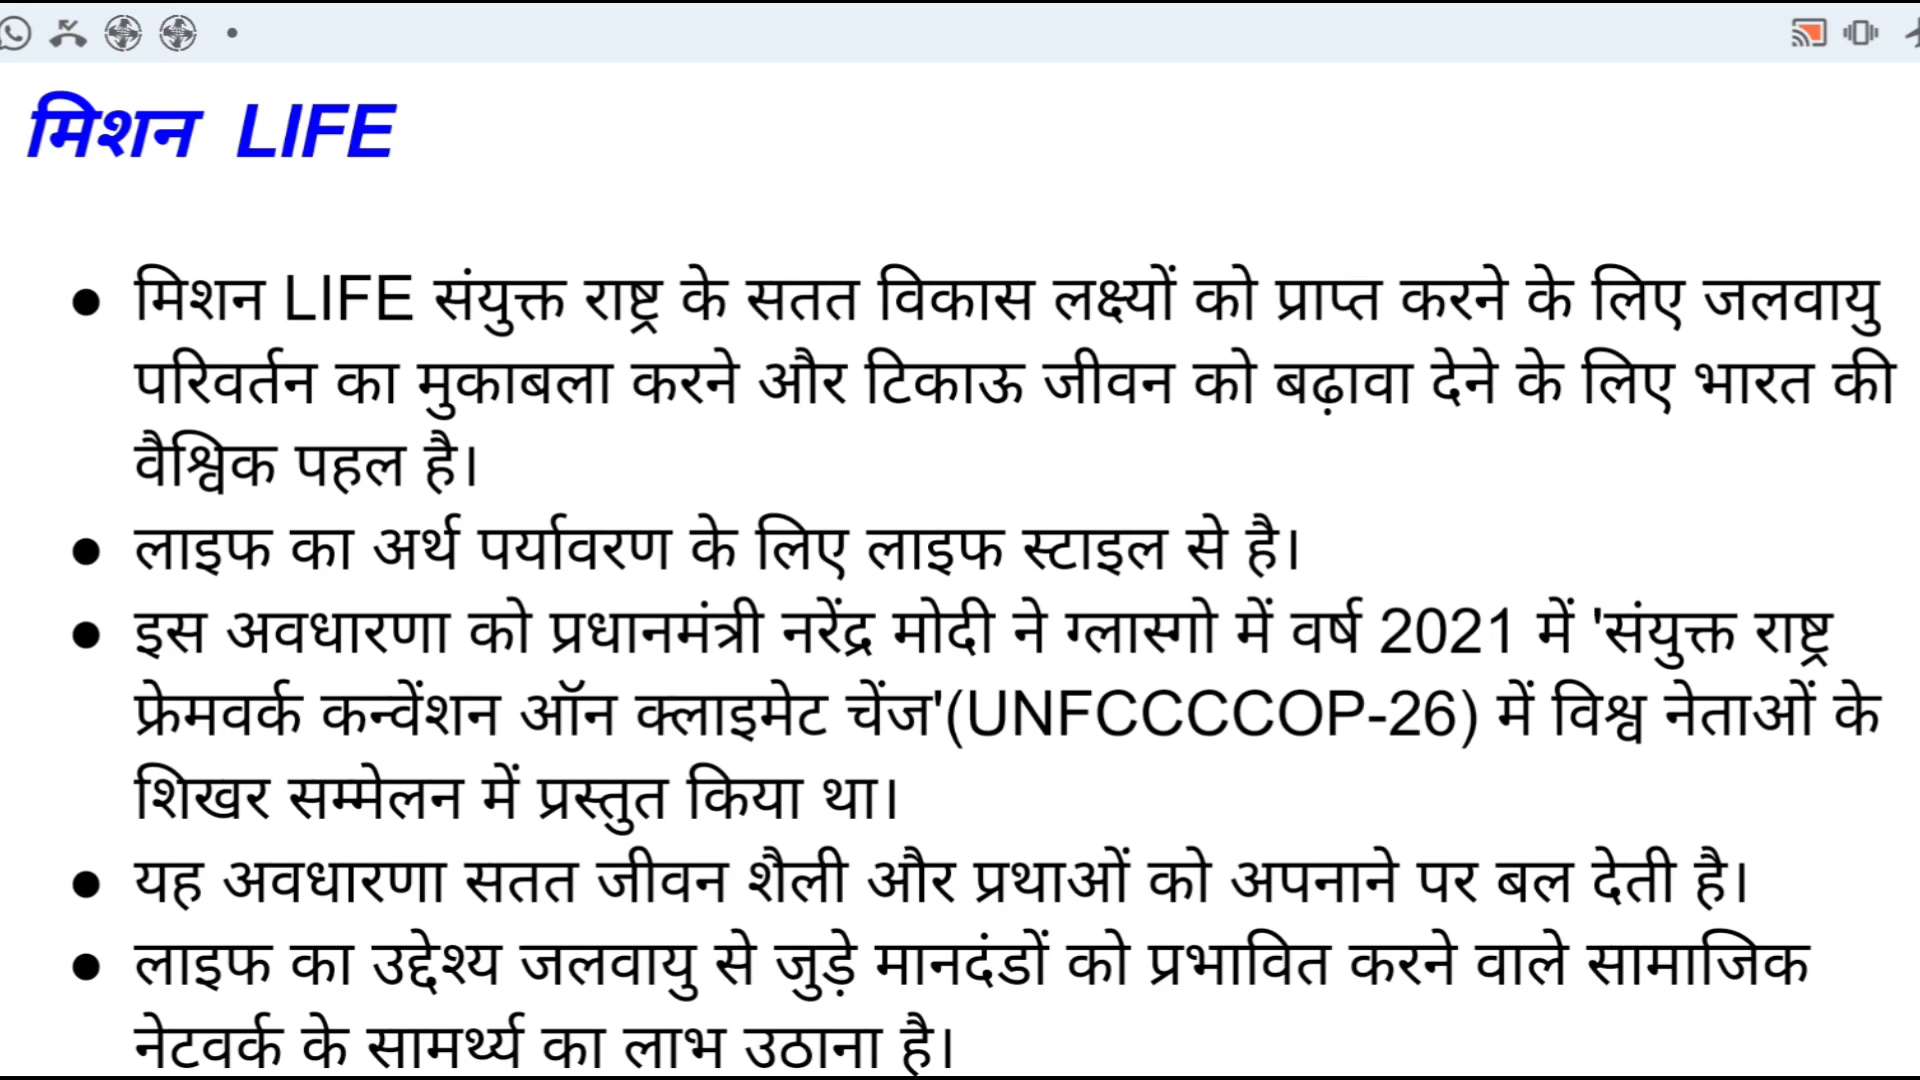 मिशन LIFE
● मिशन LIFE संयुक्त राष्ट्र के सतत विकास लक्ष्यों को प्राप्त करने के लिए जलवायु
परिवर्तन का मुकाबला करने और टिकाऊ जीवन को बढ़ावा देने के लिए भारत की
वैश्विक पहल है।
● लाइफ का अर्थ पर्यावरण के लिए लाइफ स्टाइल से है।
● इस अवधारणा को प्रधानमंत्री नरेंद्र मोदी ने ग्लास्गो में वर्ष 2021 में 'संयुक्त राष्ट्र
फ्रेमवर्क कन्वेंशन ऑन क्लाइमेट चेंज'(UNFCCCCOP-26) में विश्व नेताओं के
शिखर सम्मेलन में प्रस्तुत किया था।
● यह अवधारणा सतत जीवन शैली और प्रथाओं को अपनाने पर बल देती है।
● लाइफ का उद्देश्य जलवायु से जुड़े मानदंडों को प्रभावित करने वाले सामाजिक
नेटवर्क के सामर्थ्य का लाभ उठाना है।